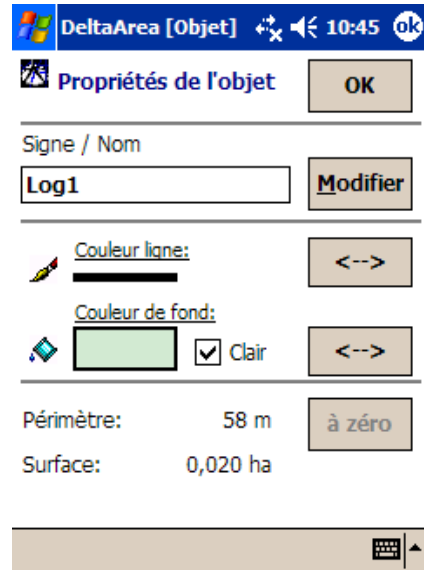 DeltaArea [Objet] 10:45 ok
Propriétés de l'objet OK
Signe / Nom
Log1 Modifier
Couleur ligne: <-->
Couleur de fond:
Clair <-->
Périmètre: 58 m à zéro
Surface: 0,020 ha